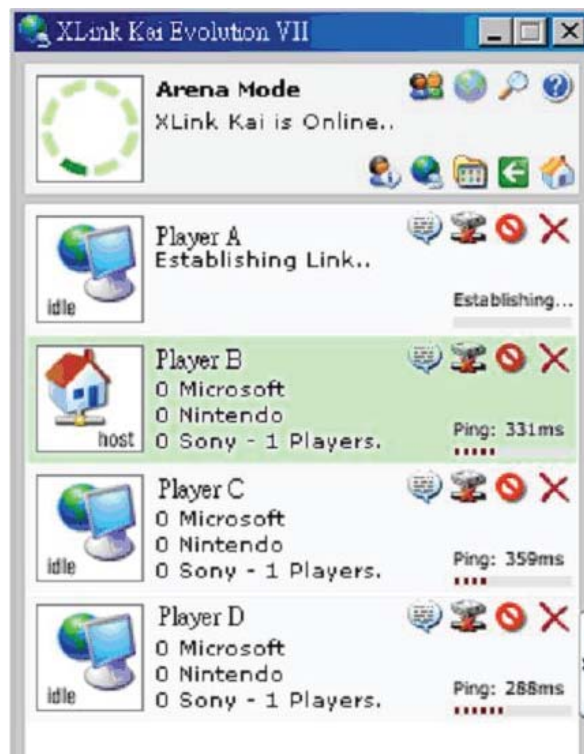 XLink Kai Evolution VII
Arena Mode
XLink Kai is Online..
Player A
Establishing Link..
idle
Establishing...
Player B
0 Microsoft
0 Nintendo
host
0 Sony - 1 Players.
Ping: 331ms
Player C
0 Microsoft
0 Nintendo
idle
0 Sony - 1 Players.
Ping: 359ms
Player D
0 Microsoft
0 Nintendo
idle
0 Sony - 1 Players.
Ping: 288ms